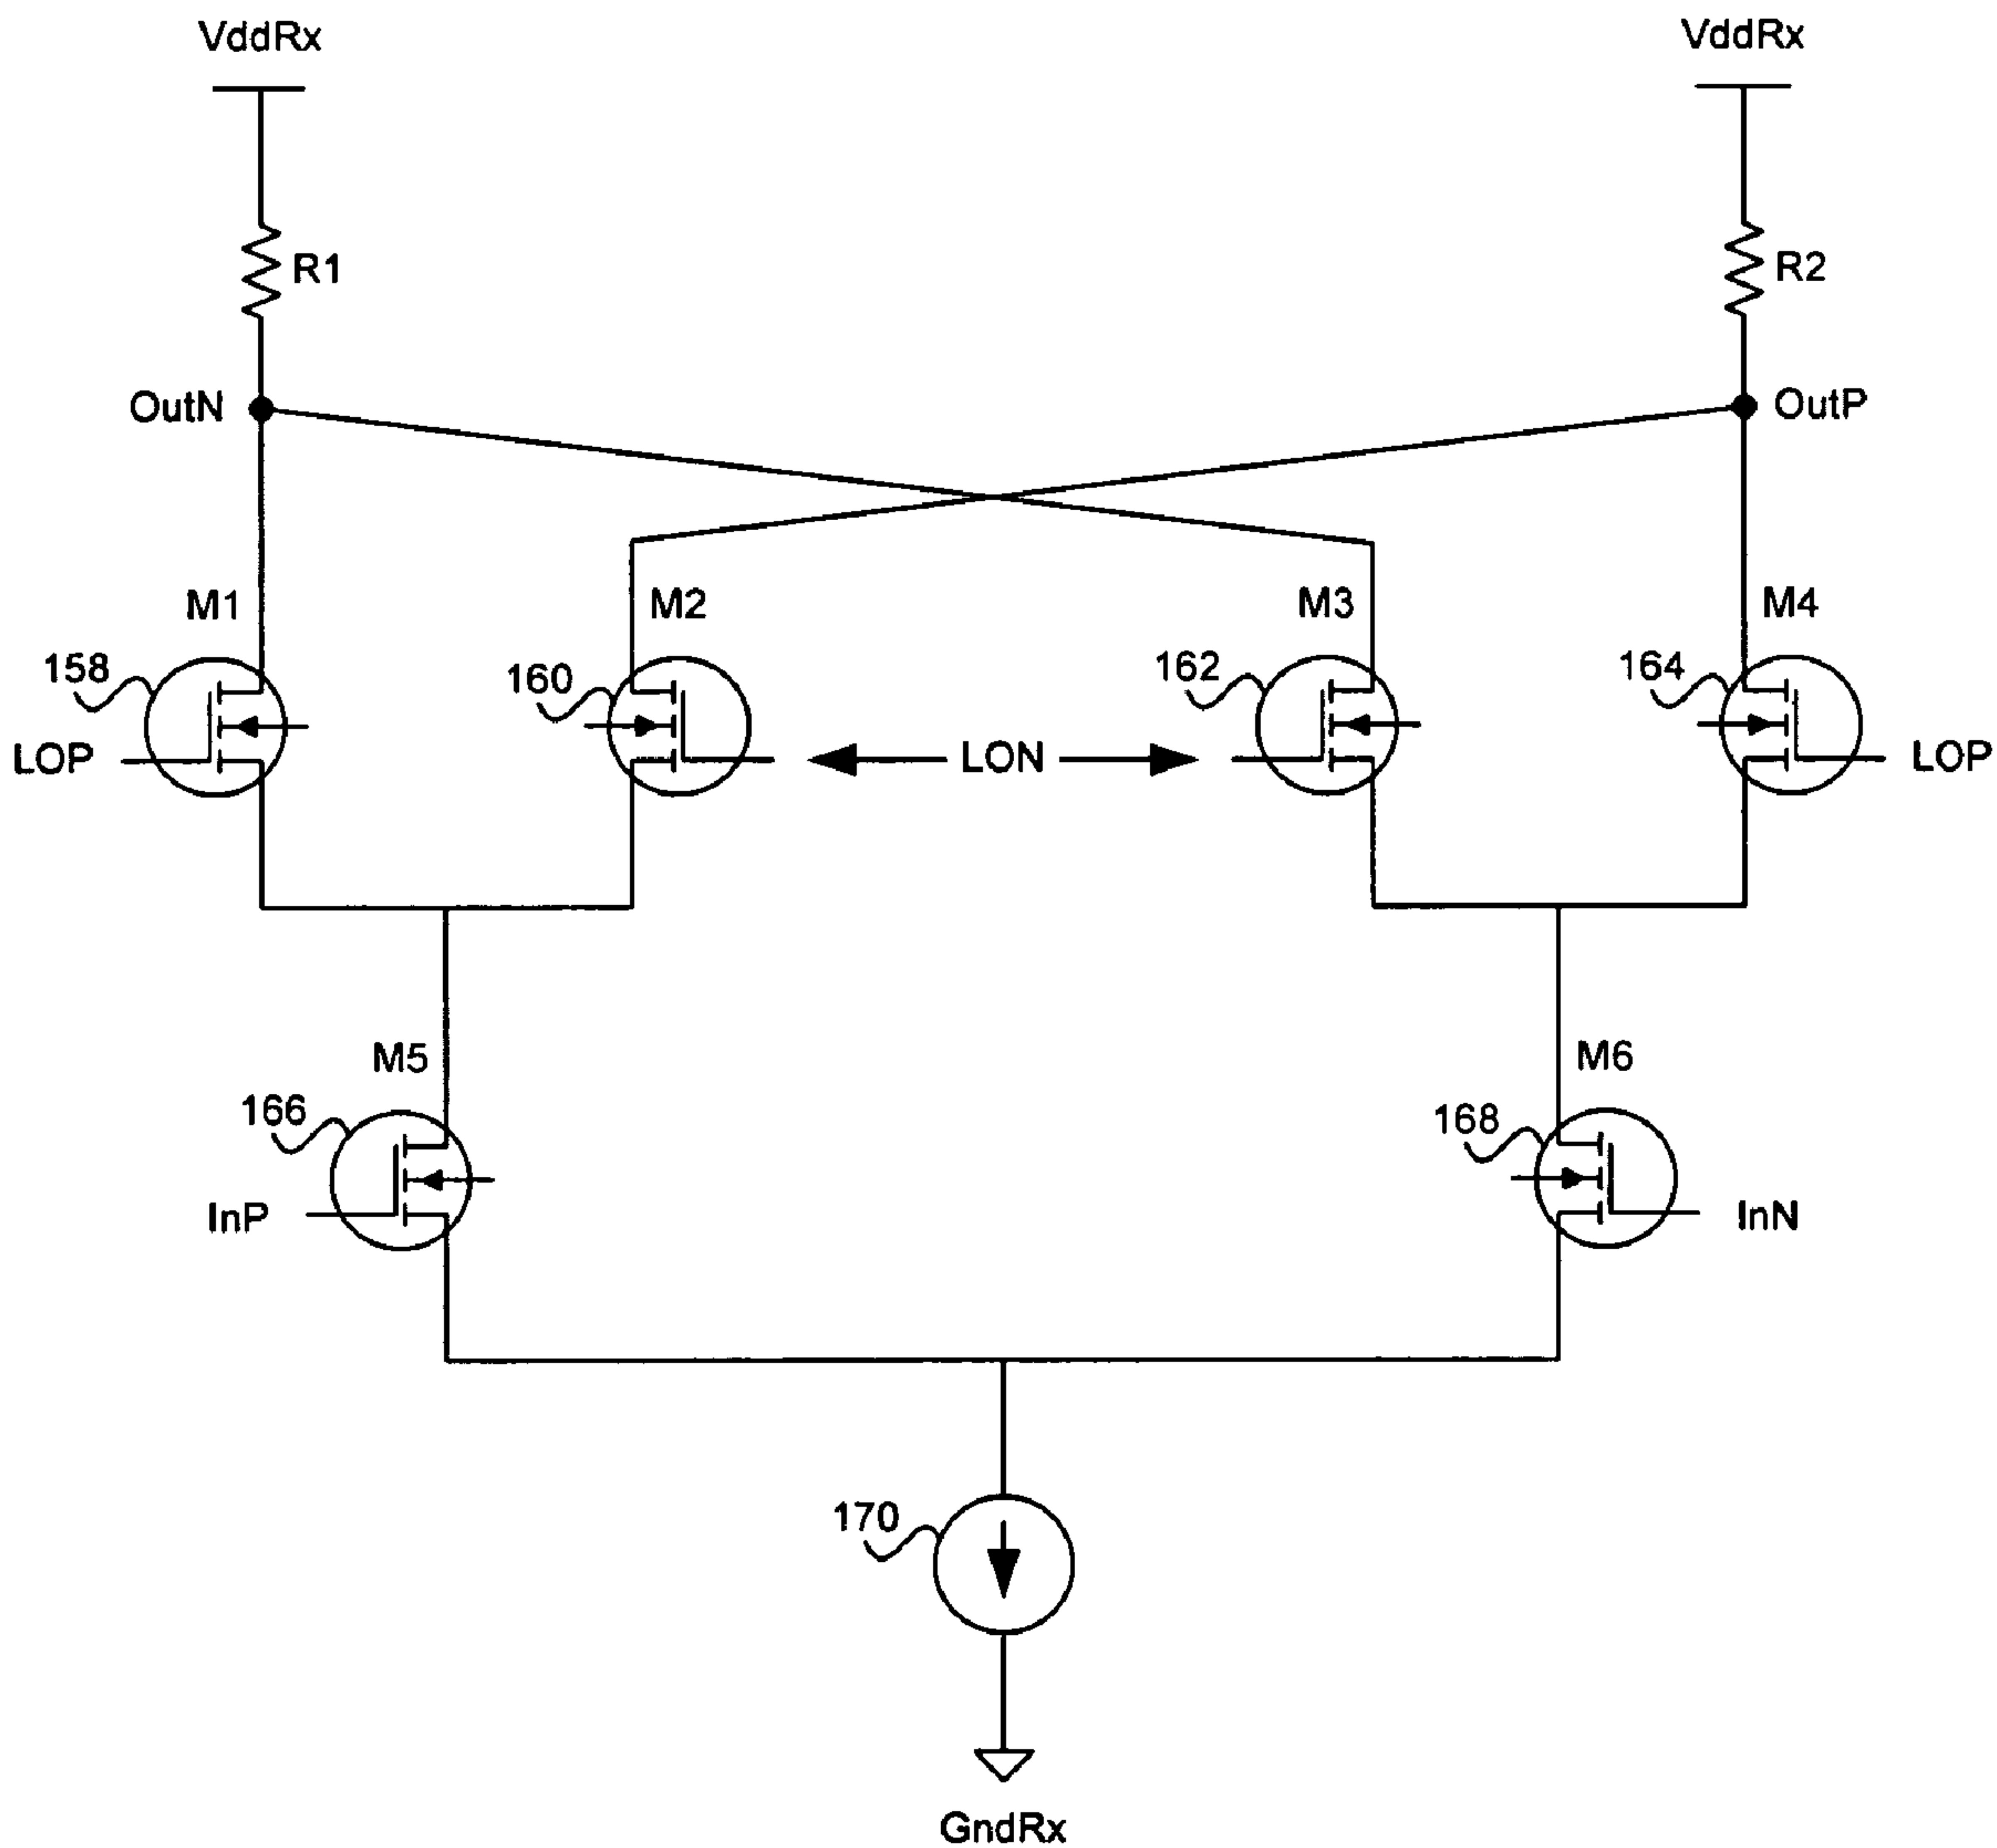 VddRx VddRx
R1 R2
OutN OutP
M1 M2 M3 M4
158 160 162 164
LOP LON LOP
M5 M6
166 168
InP InN
170
GndRx